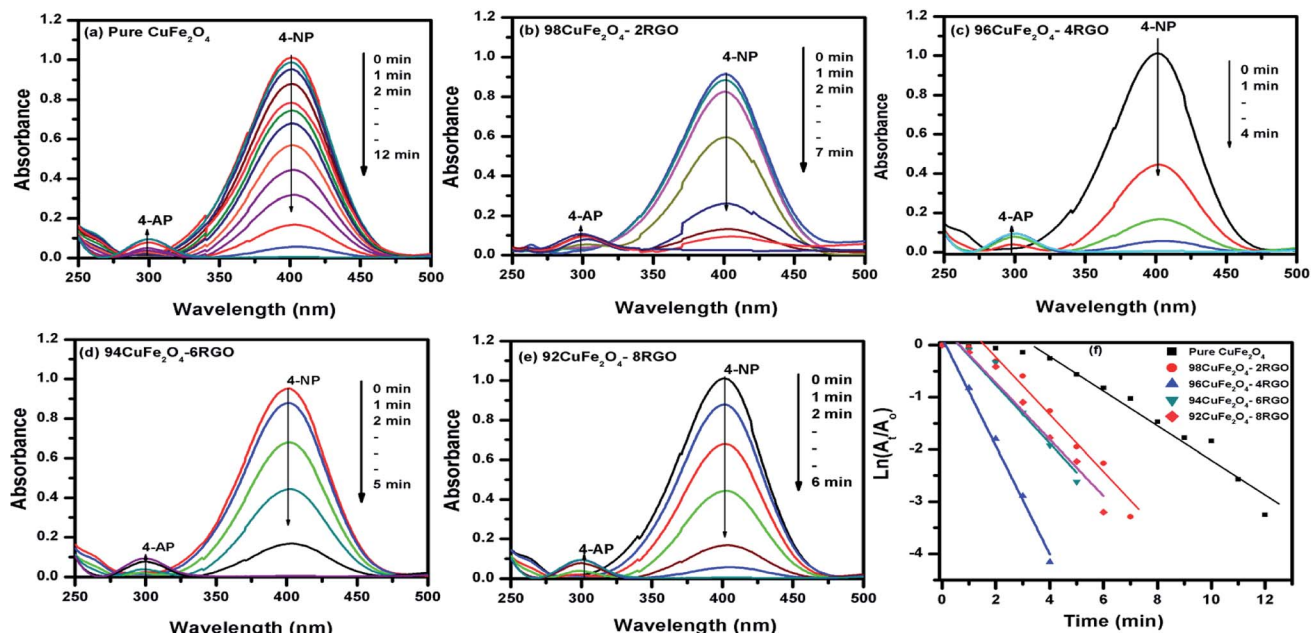 (a) Pure CuFe₂O₄
4-NP
0 min
1 min
2 min
-
-
-
12 min
4-AP
Absorbance
1.2
1.0
0.8
0.6
0.4
0.2
0.0
250 300 350 400 450 500
Wavelength (nm)
(b) 98CuFe₂O₄- 2RGO
4-NP
0 min
1 min
2 min
-
-
-
7 min
4-AP
Absorbance
1.2
1.0
0.8
0.6
0.4
0.2
0.0
250 300 350 400 450 500
Wavelength (nm)
(c) 96CuFe₂O₄- 4RGO
4-NP
0 min
1 min
-
-
4 min
4-AP
Absorbance
1.2
1.0
0.8
0.6
0.4
0.2
0.0
250 300 350 400 450 500
Wavelength (nm)
(d) 94CuFe₂O₄-6RGO
4-NP
0 min
1 min
2 min
-
-
-
5 min
4-AP
Absorbance
1.2
1.0
0.8
0.6
0.4
0.2
0.0
250 300 350 400 450 500
Wavelength (nm)
(e) 92CuFe₂O₄- 8RGO
4-NP
0 min
1 min
2 min
-
-
-
6 min
4-AP
Absorbance
1.2
1.0
0.8
0.6
0.4
0.2
0.0
250 300 350 400 450 500
Wavelength (nm)
(f)
Pure CuFe₂O₄
98CuFe₂O₄- 2RGO
96CuFe₂O₄- 4RGO
94CuFe₂O₄- 6RGO
92CuFe₂O₄- 8RGO
Ln(Aₜ/Aₒ)
0
-1
-2
-3
-4
0 2 4 6 8 10 12
Time (min)